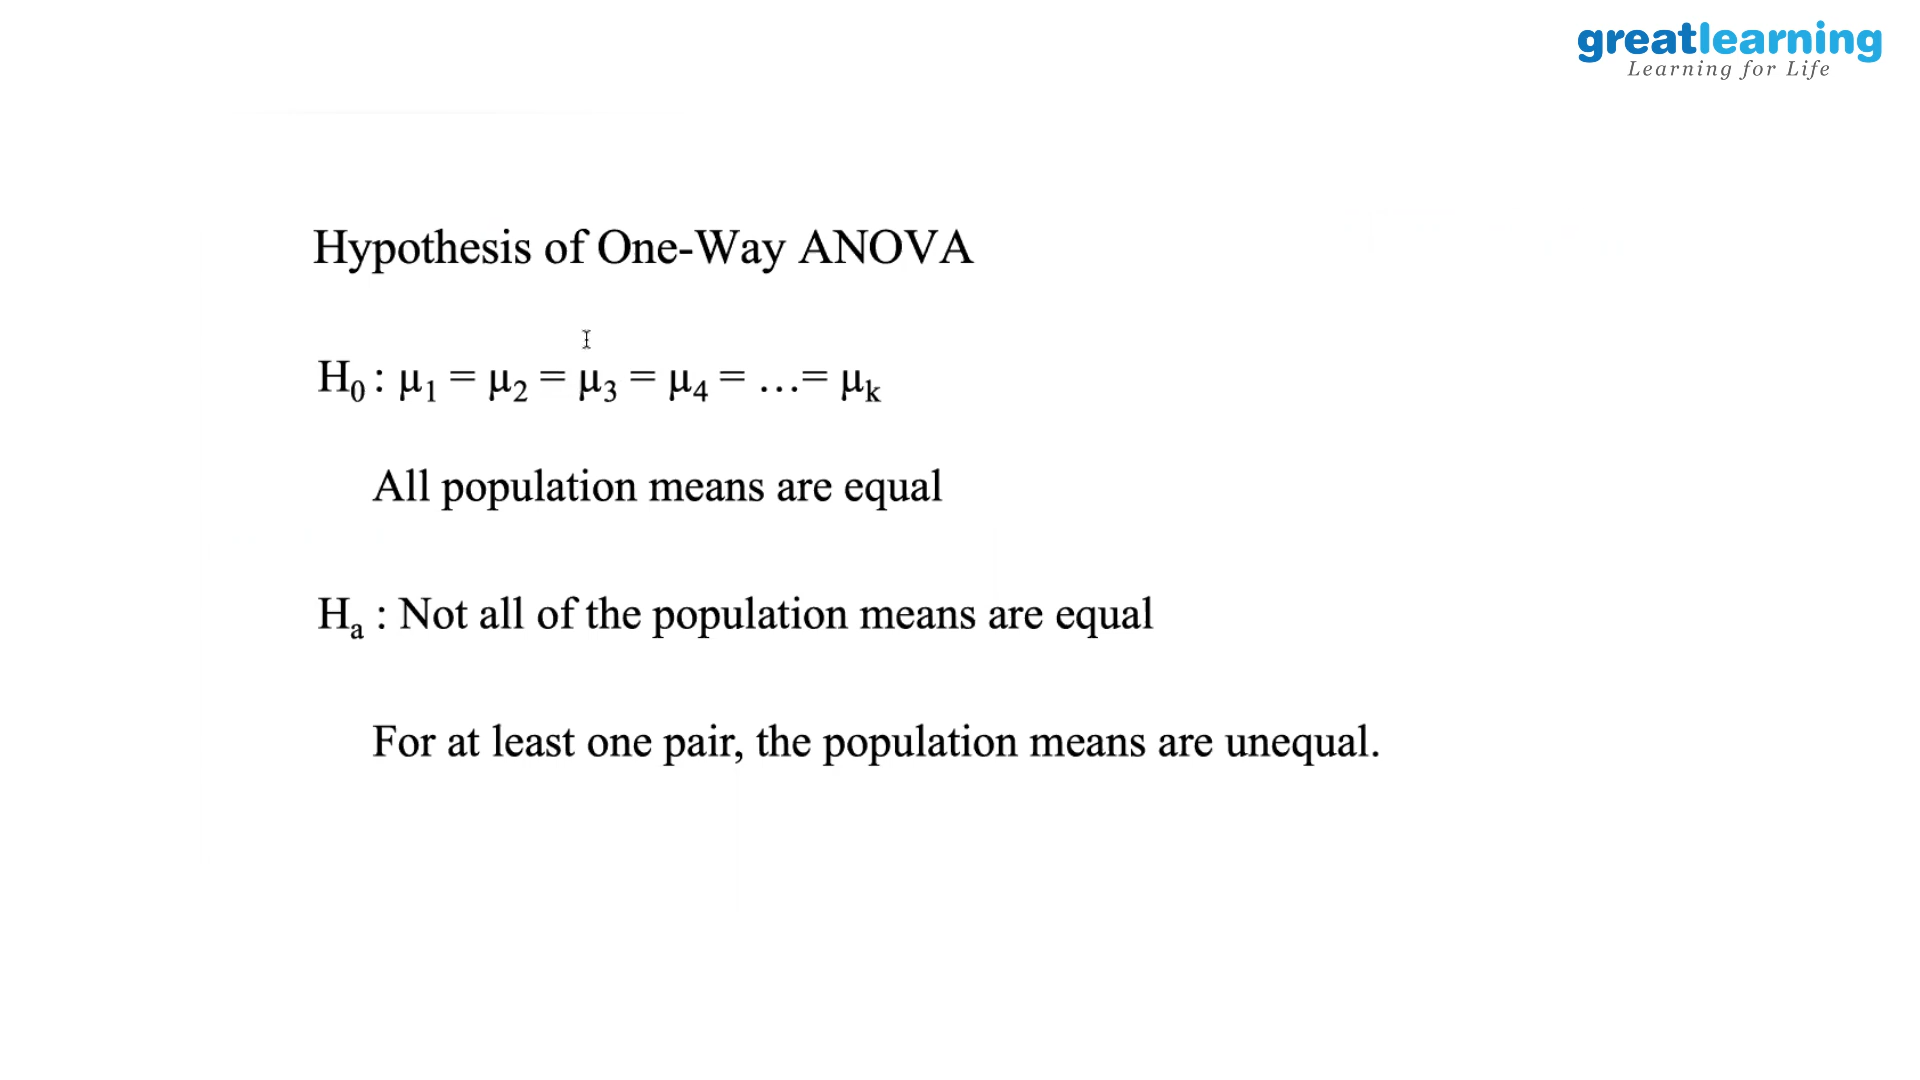 greatlearning
Learning for Life
Hypothesis of One-Way ANOVA
H₀ : μ₁ = μ₂ = μ₃ = μ₄ = …= μₖ
All population means are equal
Hₐ : Not all of the population means are equal
For at least one pair, the population means are unequal.